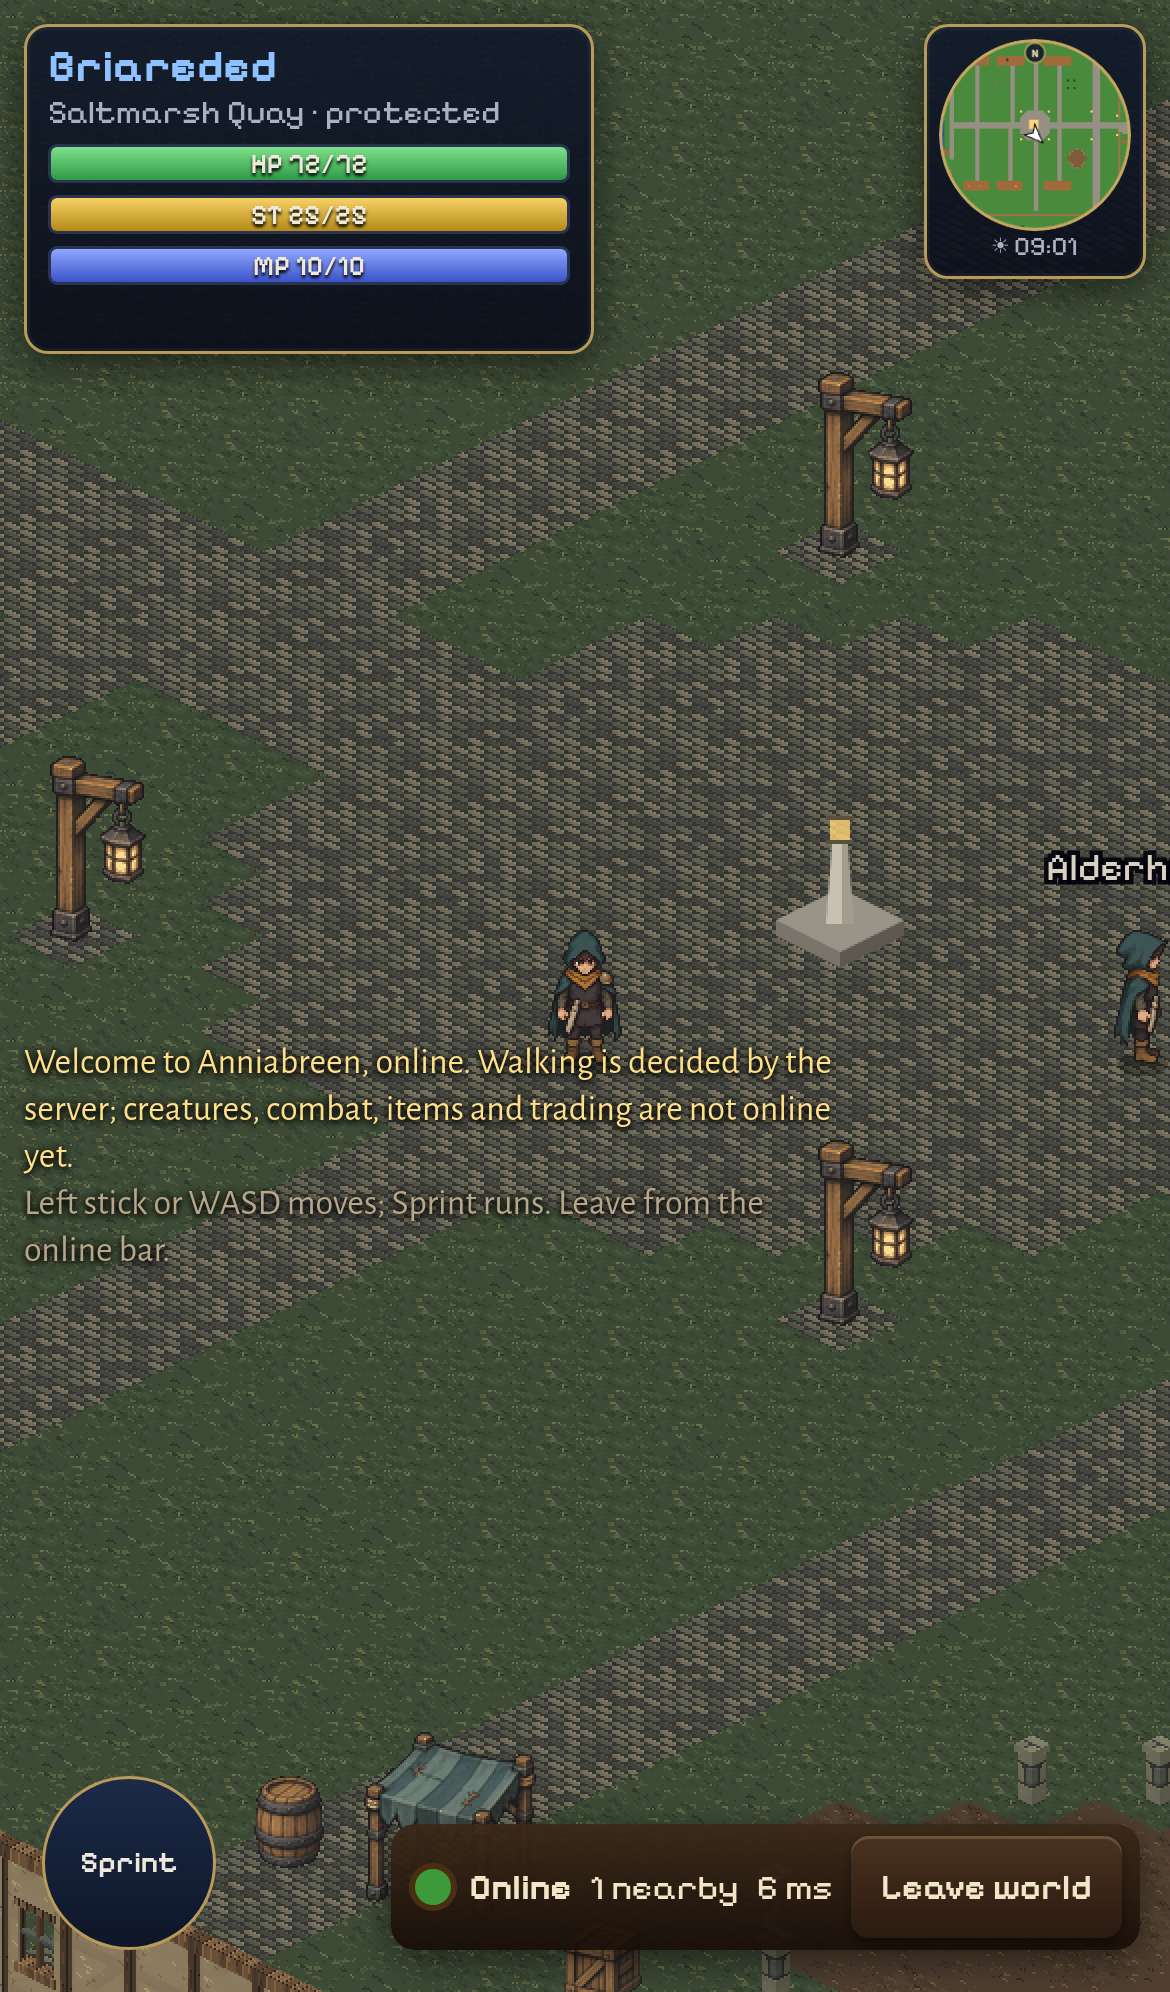 Briareded
Saltmarsh Quay · protected
HP 72/72
ST 25/25
MP 10/10
N
☀ 09:01
Alderh
Welcome to Anniabreen, online. Walking is decided by the
server; creatures, combat, items and trading are not online
yet.
Left stick or WASD moves; Sprint runs. Leave from the
online bar.
Sprint
Online 1 nearby 6 ms
Leave world